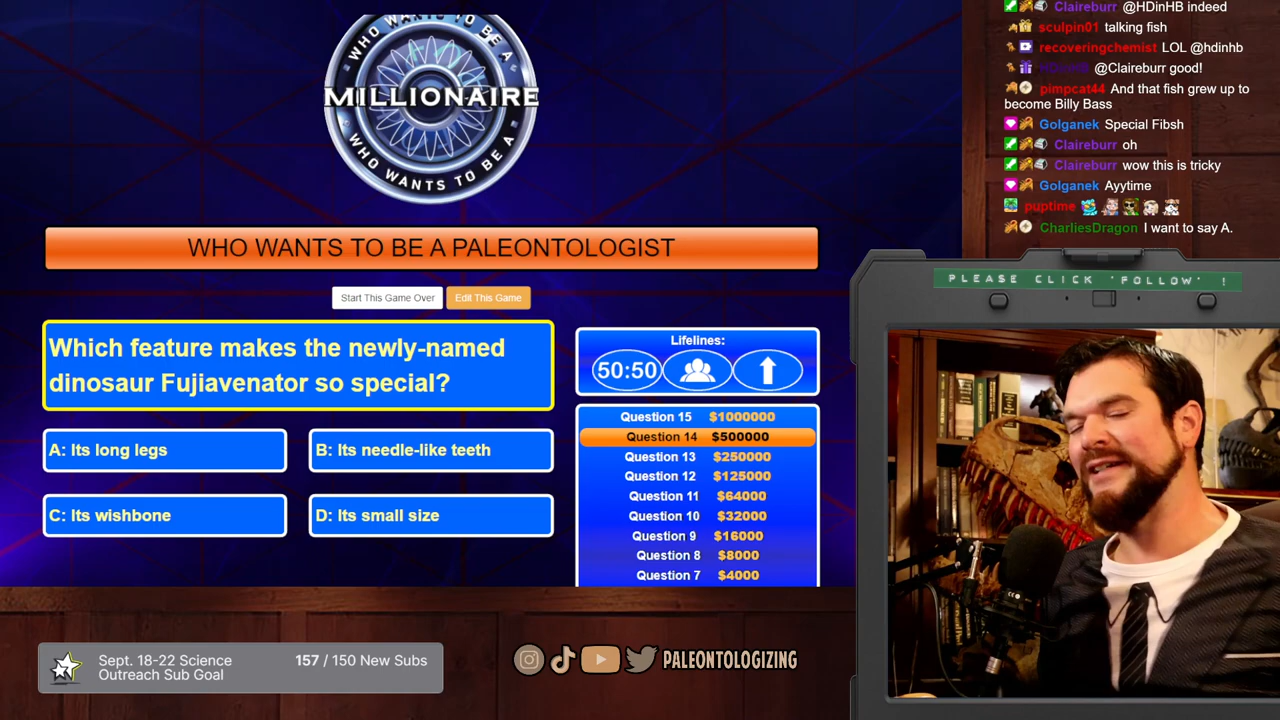 WHO WANTS TO BE A
MILLIONAIRE
WHO WANTS TO BE A
WHO WANTS TO BE A PALEONTOLOGIST
Start This Game Over
Edit This Game
Which feature makes the newly-named
dinosaur Fujiavenator so special?
A: Its long legs
B: Its needle-like teeth
C: Its wishbone
D: Its small size
Lifelines:
50:50
Question 15 $1000000
Question 14 $500000
Question 13 $250000
Question 12 $125000
Question 11 $64000
Question 10 $32000
Question 9 $16000
Question 8 $8000
Question 7 $4000
Claireburr @HDinHB indeed
sculpin01 talking fish
recoveringchemist LOL @hdinhb
HDinHB @Claireburr good!
pimpcat44 And that fish grew up to
become Billy Bass
Golganek Special Fibsh
Claireburr oh
Claireburr wow this is tricky
Golganek Ayytime
puptime
CharliesDragon I want to say A.
PLEASE CLICK 'FOLLOW' !
Sept. 18-22 Science
Outreach Sub Goal
157 / 150 New Subs
PALEONTOLOGIZING